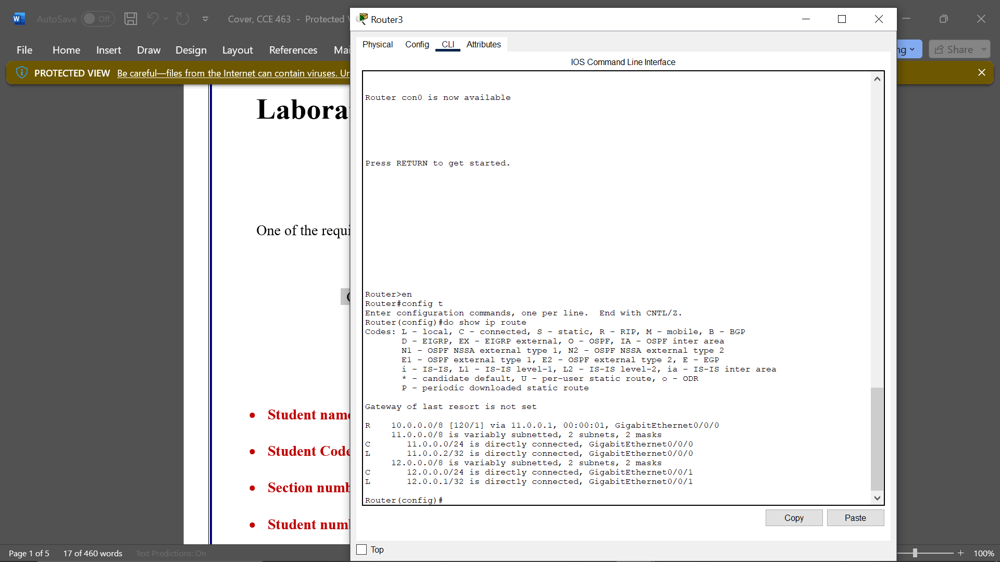 AutoSave Off Cover, CCE 463 - Protected
Router3
File Home Insert Draw Design Layout References
Share
PROTECTED VIEW Be careful—files from the Internet can contain viruses.
Physical Config CLI Attributes
IOS Command Line Interface
Router con0 is now available
Press RETURN to get started.
Router>en
Router#config t
Enter configuration commands, one per line.  End with CNTL/Z.
Router(config)#do show ip route
Codes: L - local, C - connected, S - static, R - RIP, M - mobile, B - BGP
D - EIGRP, EX - EIGRP external, O - OSPF, IA - OSPF inter area
N1 - OSPF NSSA external type 1, N2 - OSPF NSSA external type 2
E1 - OSPF external type 1, E2 - OSPF external type 2, E - EGP
i - IS-IS, L1 - IS-IS level-1, L2 - IS-IS level-2, ia - IS-IS inter area
* - candidate default, U - per-user static route, o - ODR
P - periodic downloaded static route
Gateway of last resort is not set
R    10.0.0.0/8 [120/1] via 11.0.0.1, 00:00:01, GigabitEthernet0/0/0
11.0.0.0/8 is variably subnetted, 2 subnets, 2 masks
C       11.0.0.0/24 is directly connected, GigabitEthernet0/0/0
L       11.0.0.2/32 is directly connected, GigabitEthernet0/0/0
12.0.0.0/8 is variably subnetted, 2 subnets, 2 masks
C       12.0.0.0/24 is directly connected, GigabitEthernet0/0/1
L       12.0.0.1/32 is directly connected, GigabitEthernet0/0/1
Router(config)#
Copy Paste
Top
One of the
• Student
• Student
• Section
• Student
Page 1 of 5 17 of 460 words Text Predictions: On
100%